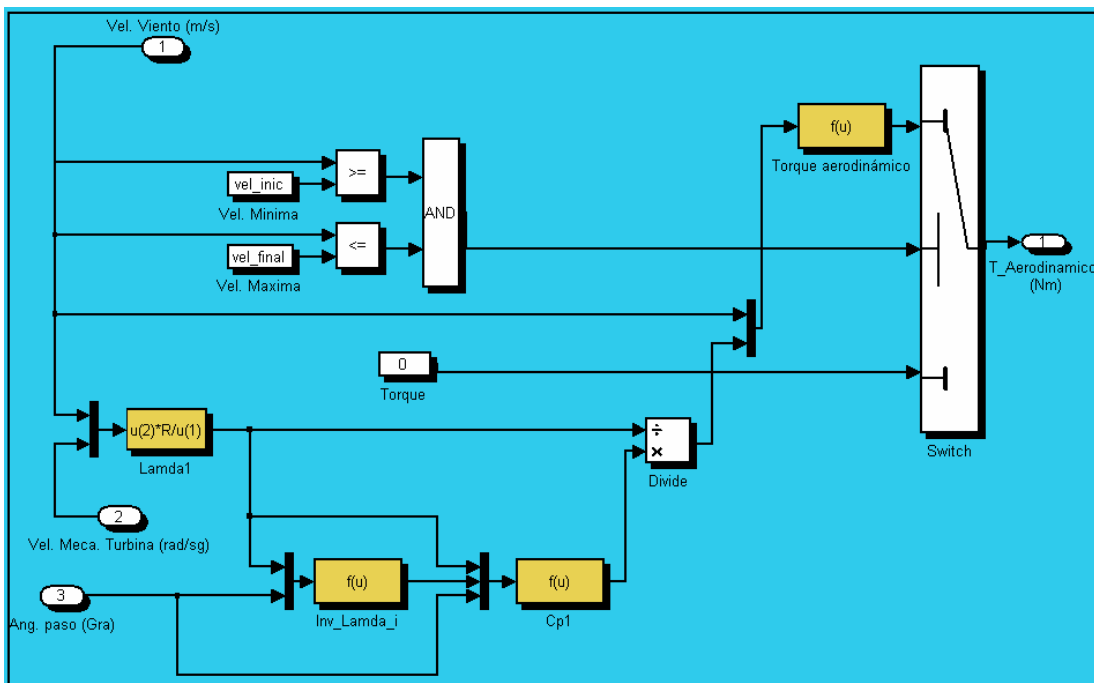 Vel. Viento (m/s)
1
f(u)
Torque aerodinámico
>=
vel_inic
Vel. Minima
AND
<=
vel_final
Vel. Maxima
1
T_Aerodinamico
(Nm)
0
Torque
u(2)*R/u(1)
Lamda1
÷
×
Divide
Switch
2
Vel. Meca. Turbina (rad/sg)
3
Ang. paso (Gra)
f(u)
Inv_Lamda_i
f(u)
Cp1